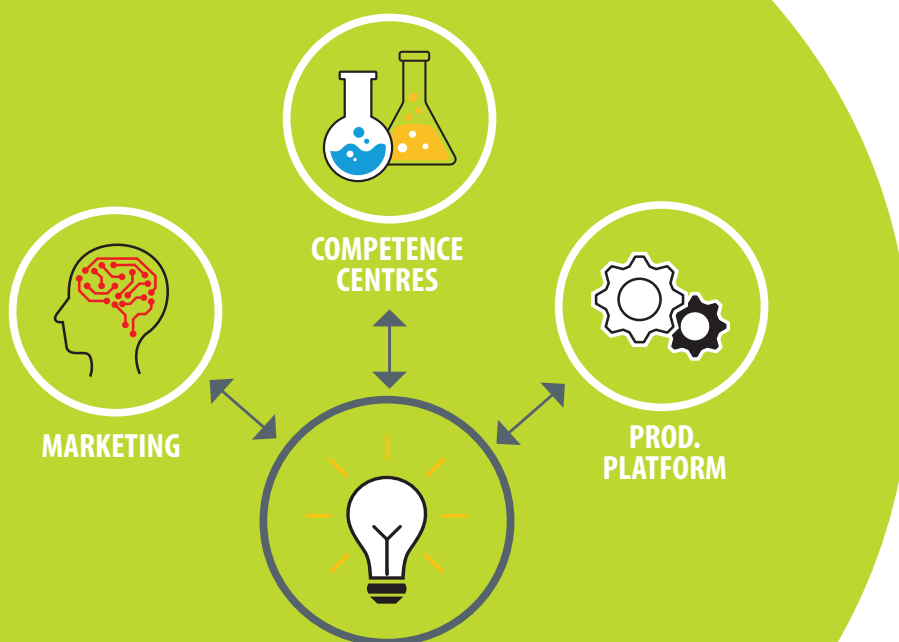 COMPETENCE
CENTRES
MARKETING
PROD.
PLATFORM